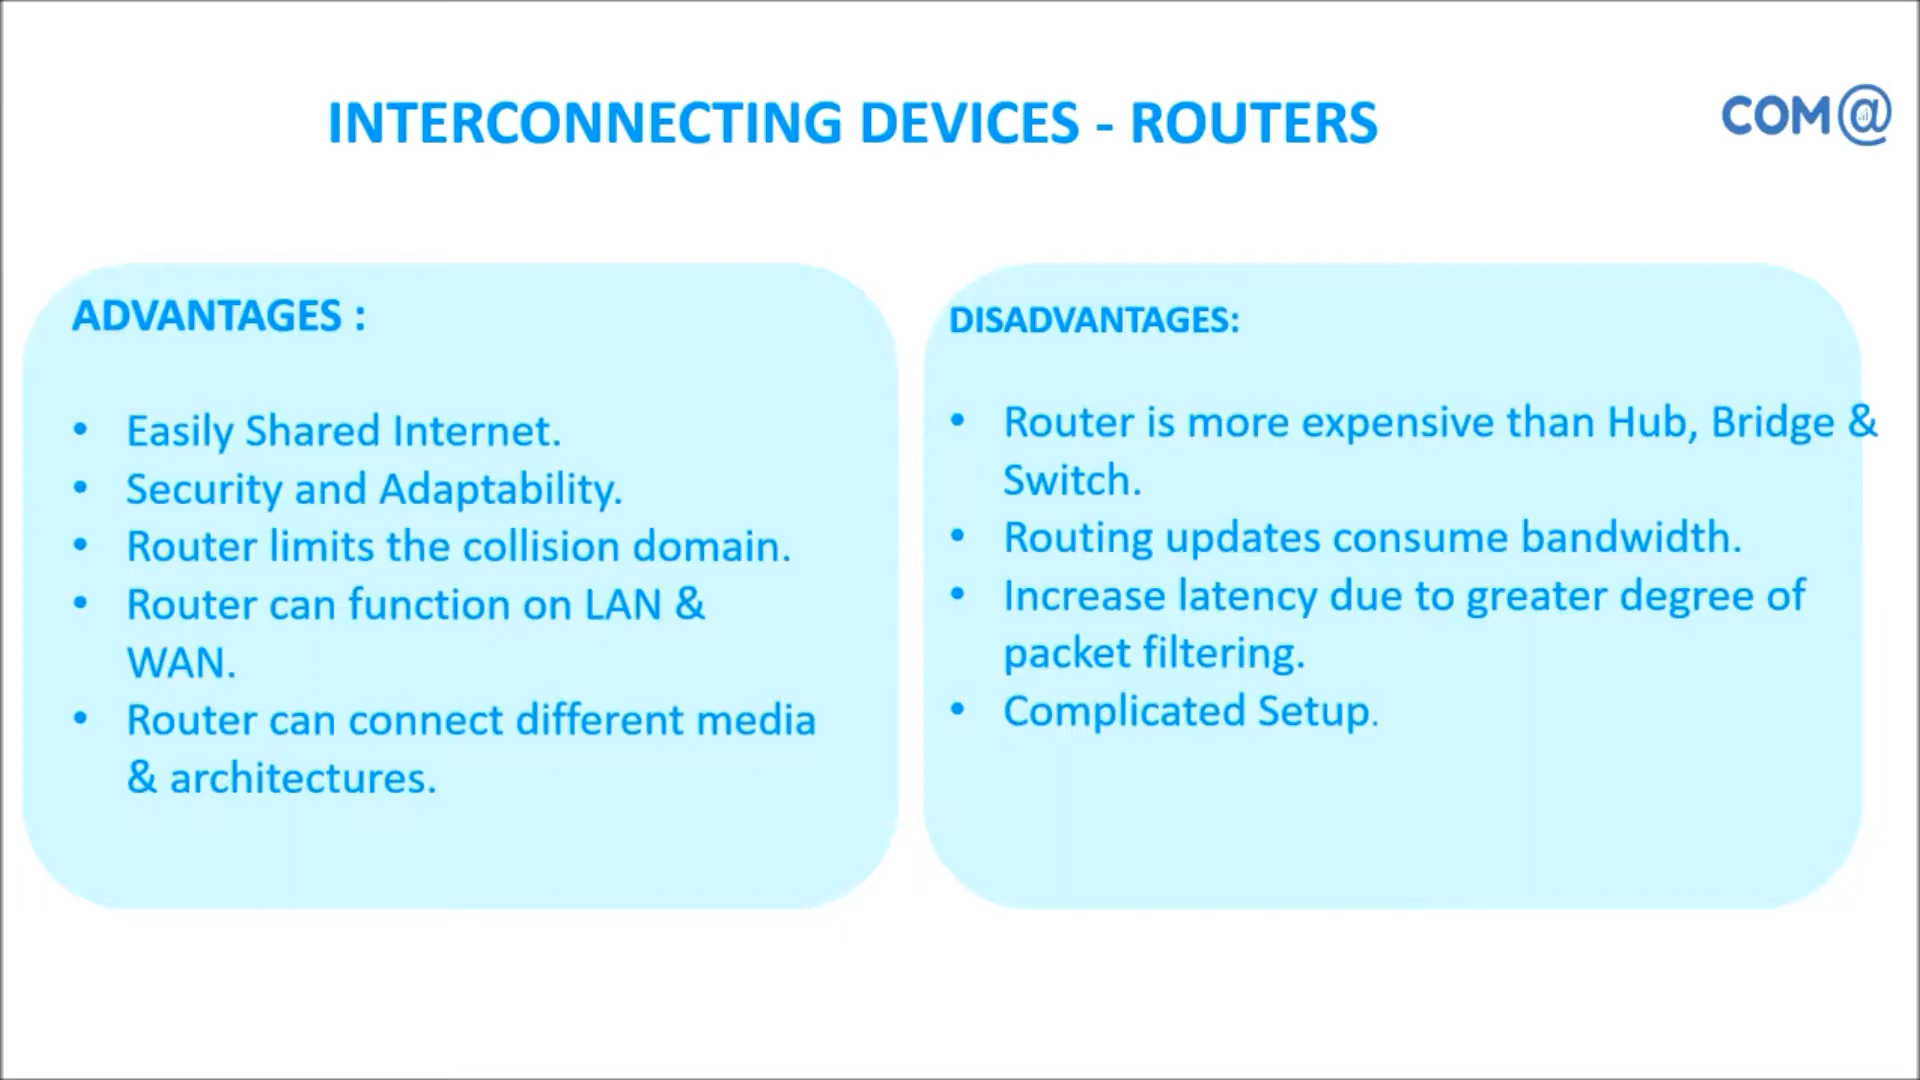 INTERCONNECTING DEVICES - ROUTERS
COM@
ADVANTAGES :
• Easily Shared Internet.
• Security and Adaptability.
• Router limits the collision domain.
• Router can function on LAN &
WAN.
• Router can connect different media
& architectures.
DISADVANTAGES:
• Router is more expensive than Hub, Bridge &
Switch.
• Routing updates consume bandwidth.
• Increase latency due to greater degree of
packet filtering.
• Complicated Setup.